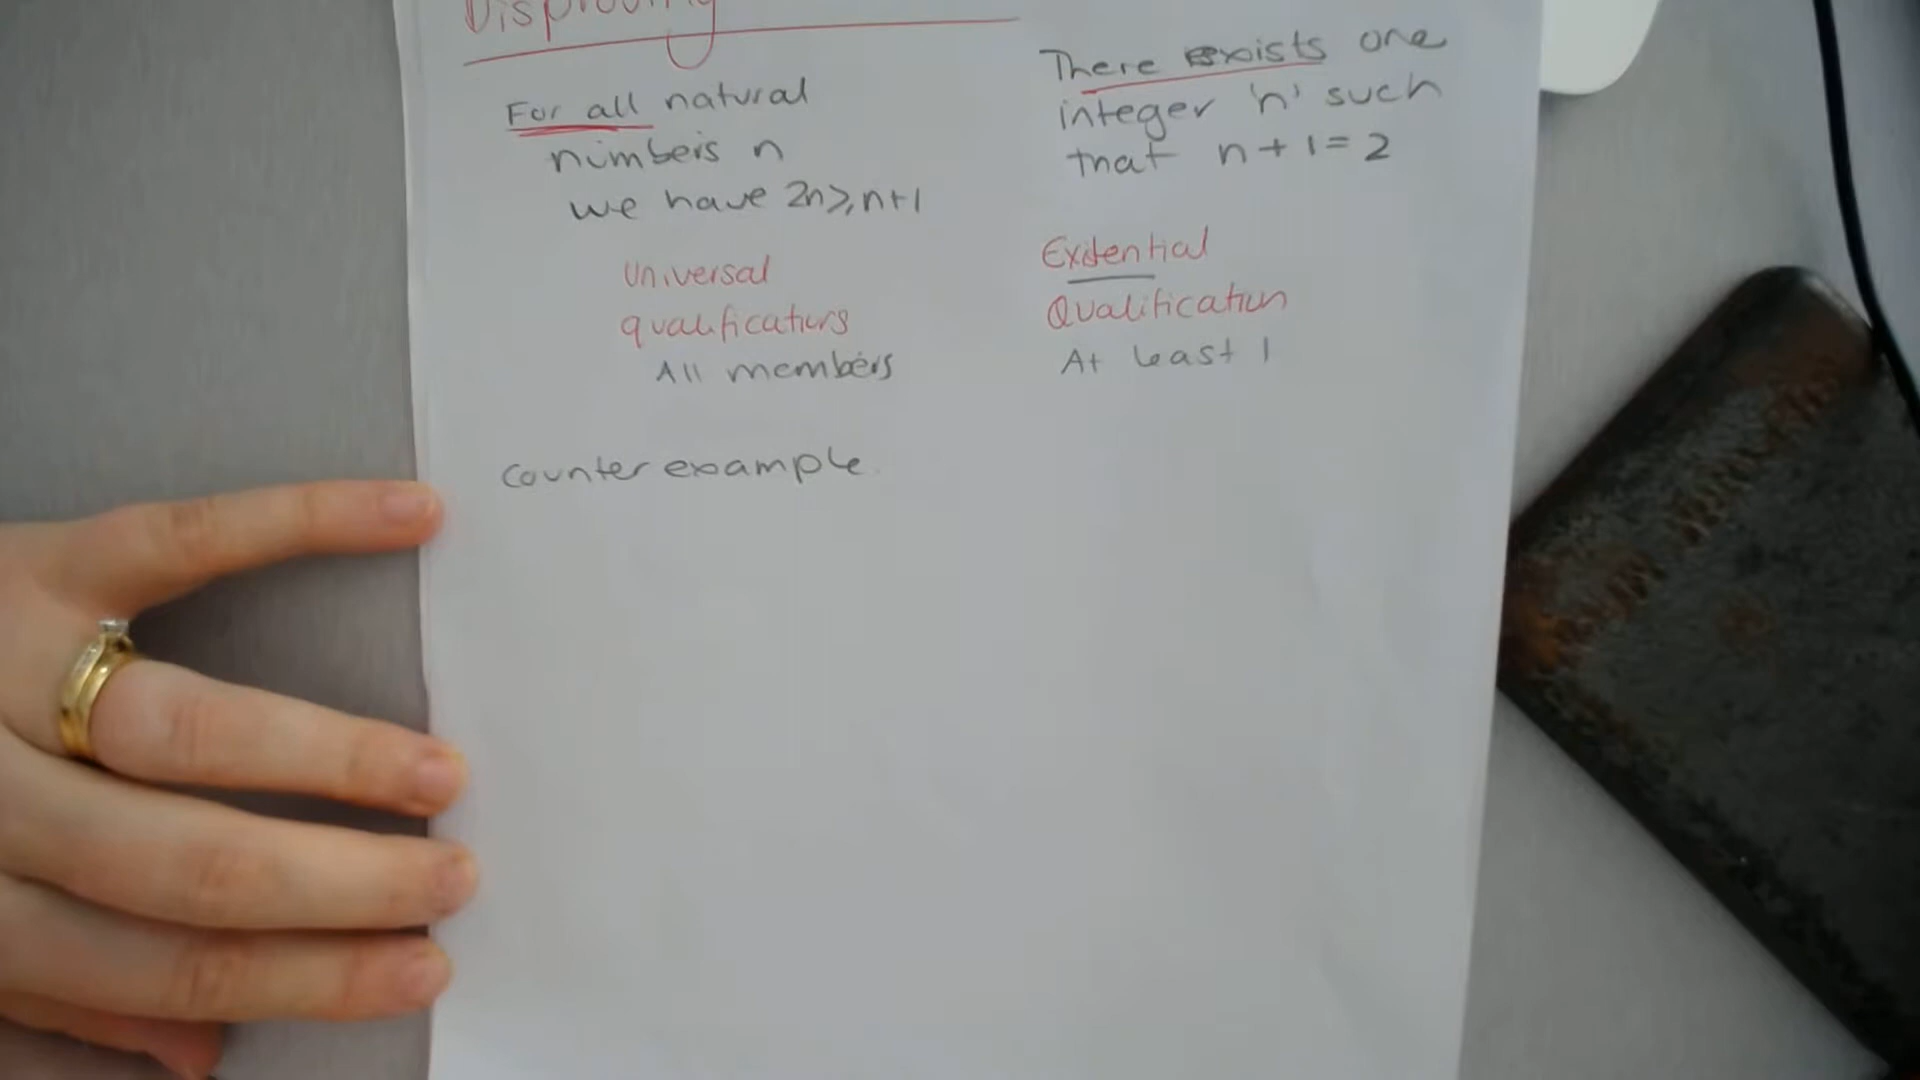 Disproving
For all natural
numbers n
we have 2n⩾n+1
Universal
qualifications
All members
There exists one
integer 'n' such
that n + 1 = 2
Existential
Qualification
At least 1
Counter example